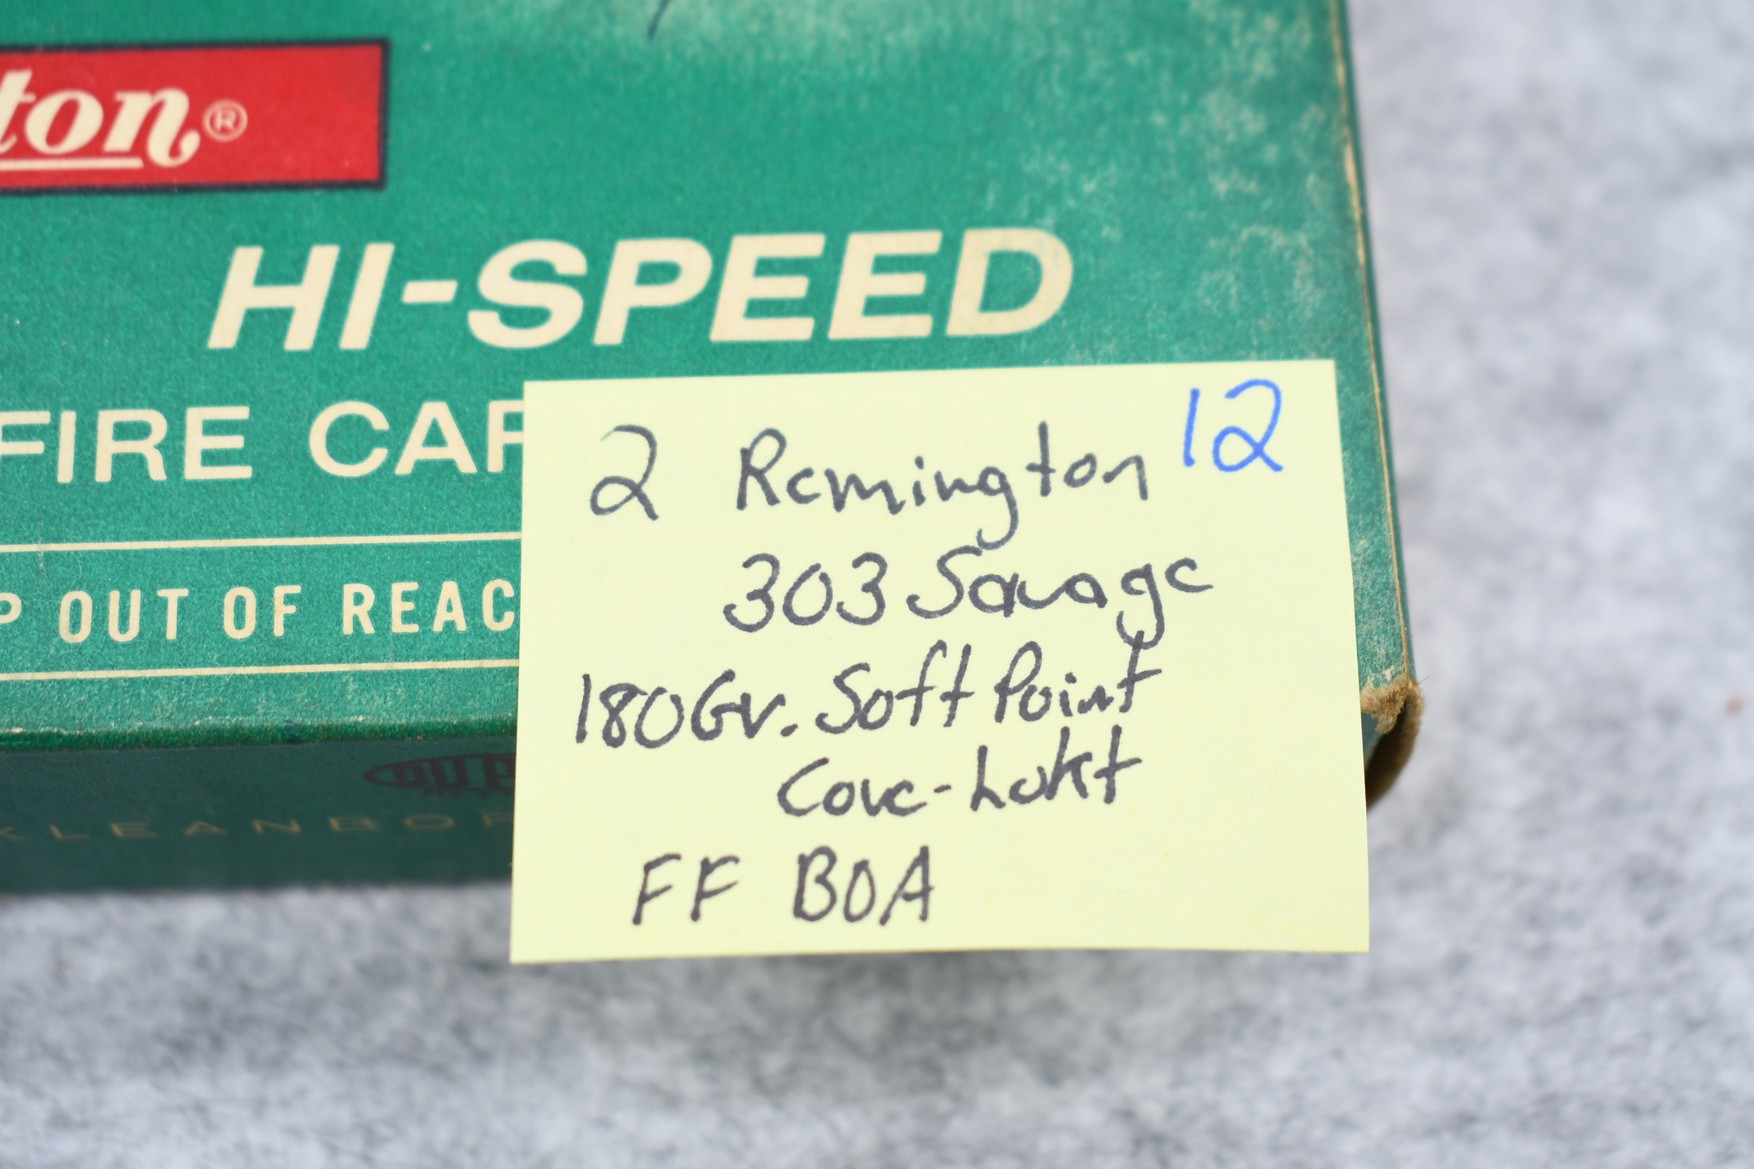 ton®
HI-SPEED
FIRE CAR
P OUT OF REAC
KLEANBOR
2 Remington 12
303 Savage
180Gr. Soft Point
Core-Lokt
FF BOA